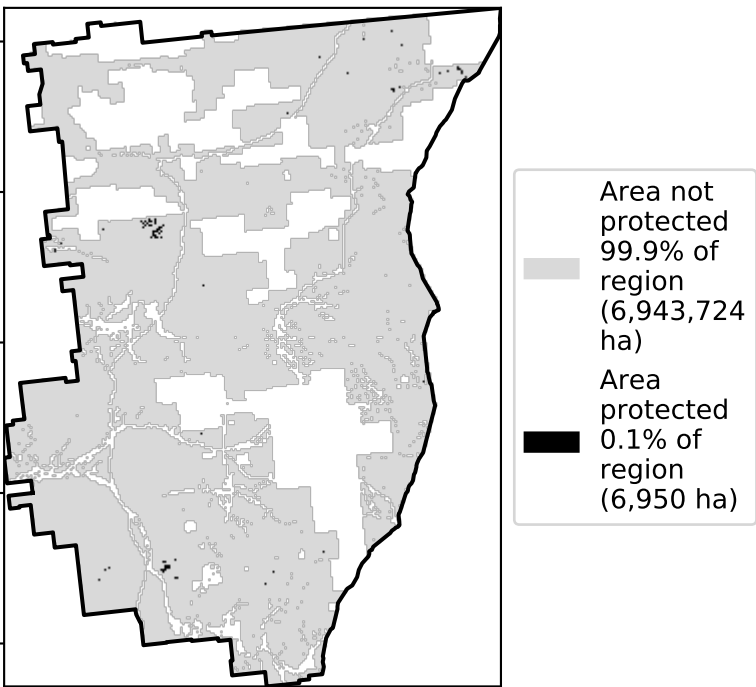 Area not
protected
99.9% of
region
(6,943,724
ha)
Area
protected
0.1% of
region
(6,950 ha)